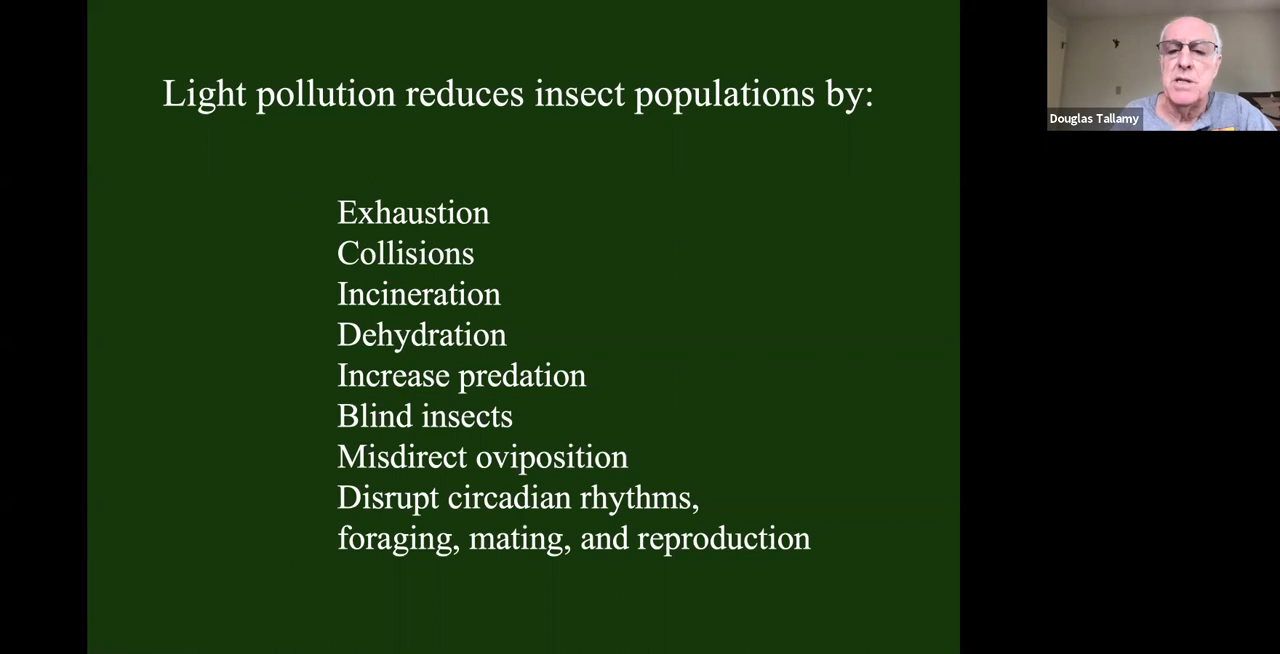 Light pollution reduces insect populations by:
Exhaustion
Collisions
Incineration
Dehydration
Increase predation
Blind insects
Misdirect oviposition
Disrupt circadian rhythms,
foraging, mating, and reproduction
Douglas Tallamy